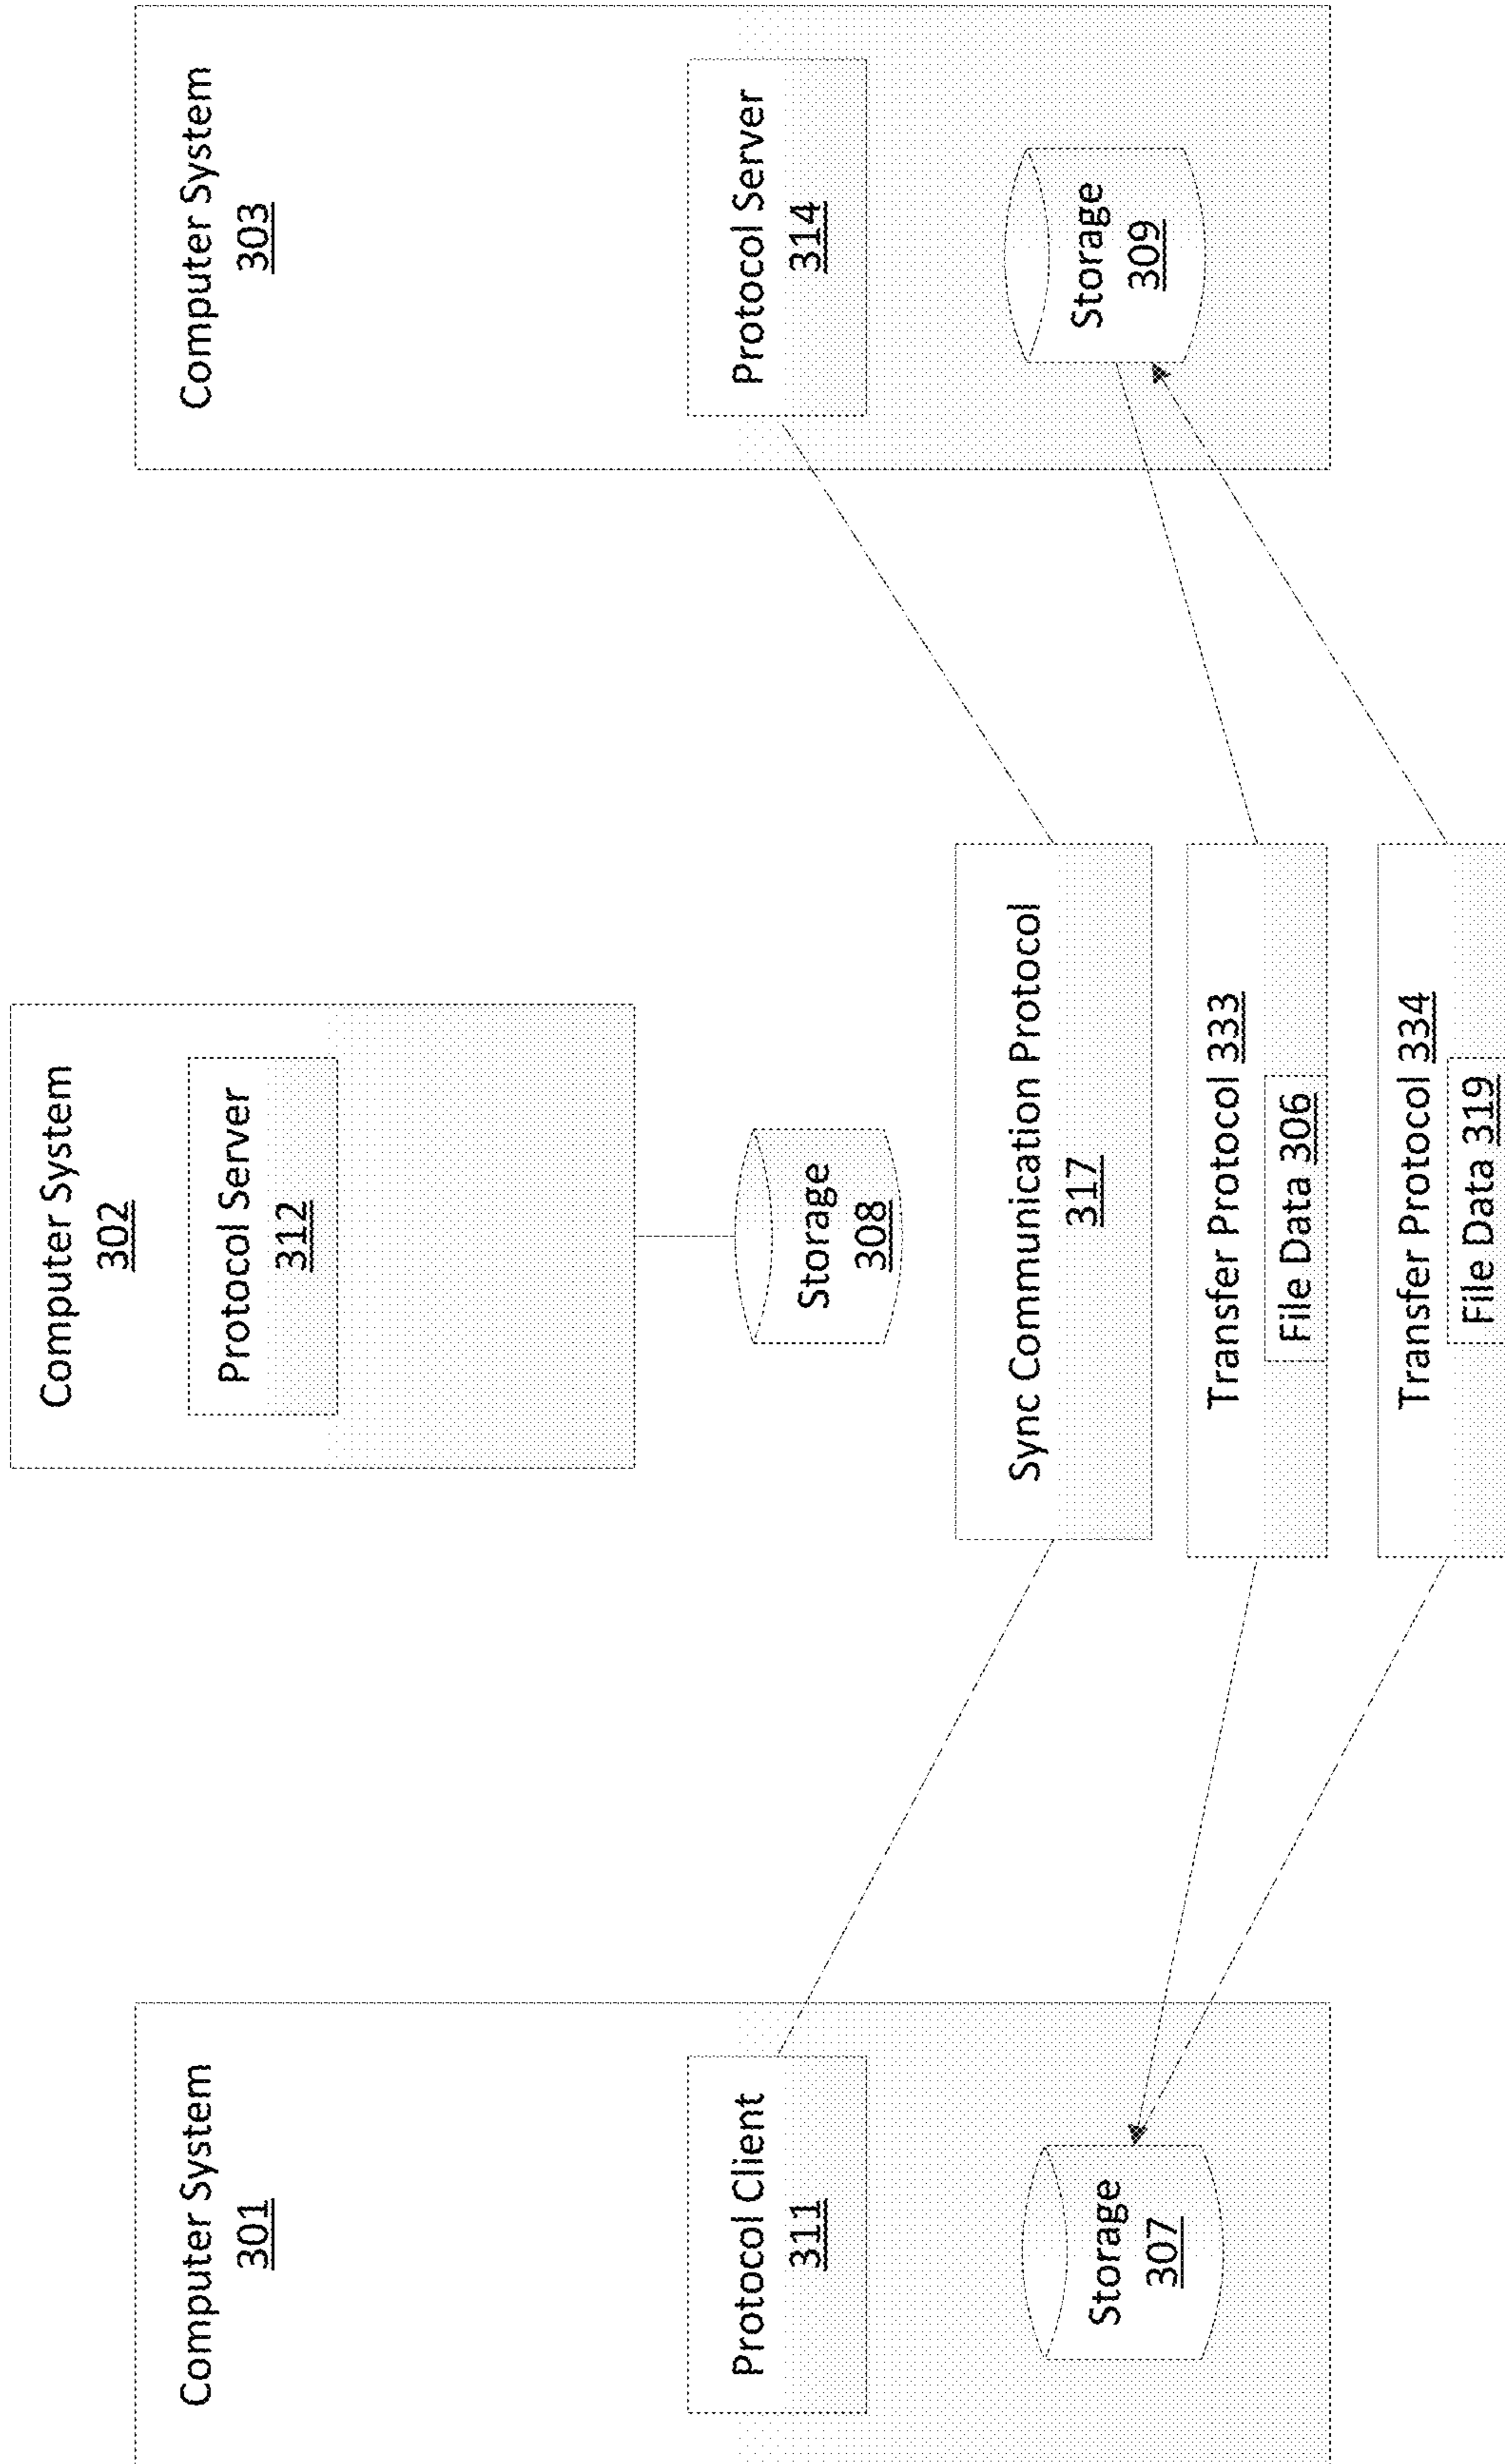 Computer System
301
Protocol Client
311
Storage
307
Computer System
302
Protocol Server
312
Storage
308
Sync Communication Protocol
317
Transfer Protocol 333
File Data 306
Transfer Protocol 334
File Data 319
Computer System
303
Protocol Server
314
Storage
309